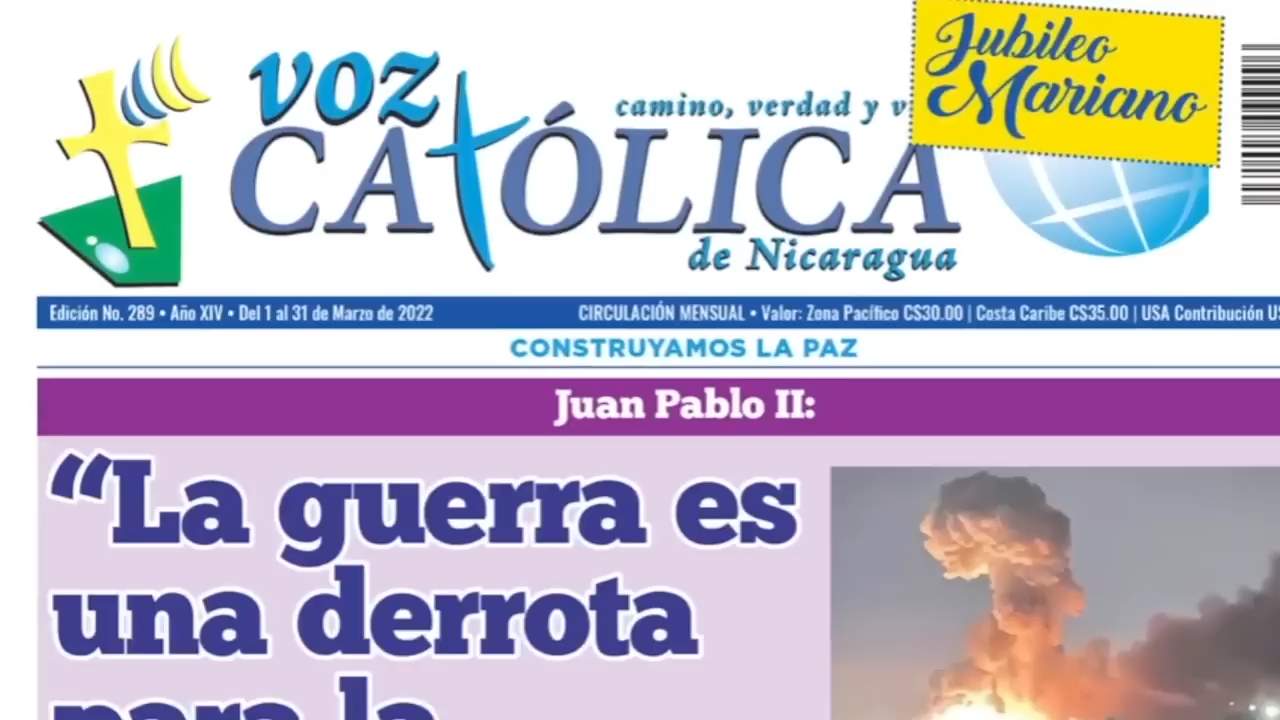 voz
camino, verdad y
Jubileo
Mariano
CATÓLICA
de Nicaragua
Edición No. 289 • Año XIV • Del 1 al 31 de Marzo de 2022
CIRCULACIÓN MENSUAL • Valor: Zona Pacífico C$30.00 | Costa Caribe C$35.00 | USA Contribución
CONSTRUYAMOS LA PAZ
Juan Pablo II:
“La guerra es
una derrota
para la